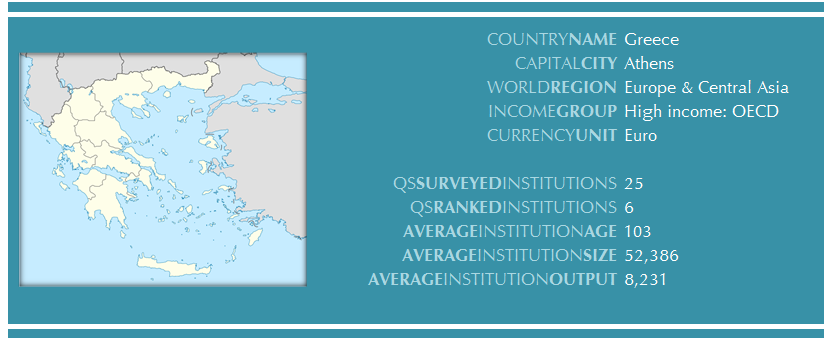 COUNTRYNAME Greece
CAPITALCITY Athens
WORLDREGION Europe & Central Asia
INCOMEGROUP High income: OECD
CURRENCYUNIT Euro
QSSURVEYEDINSTITUTIONS 25
QSRANKEDINSTITUTIONS 6
AVERAGEINSTITUTIONAGE 103
AVERAGEINSTITUTIONSIZE 52,386
AVERAGEINSTITUTIONOUTPUT 8,231